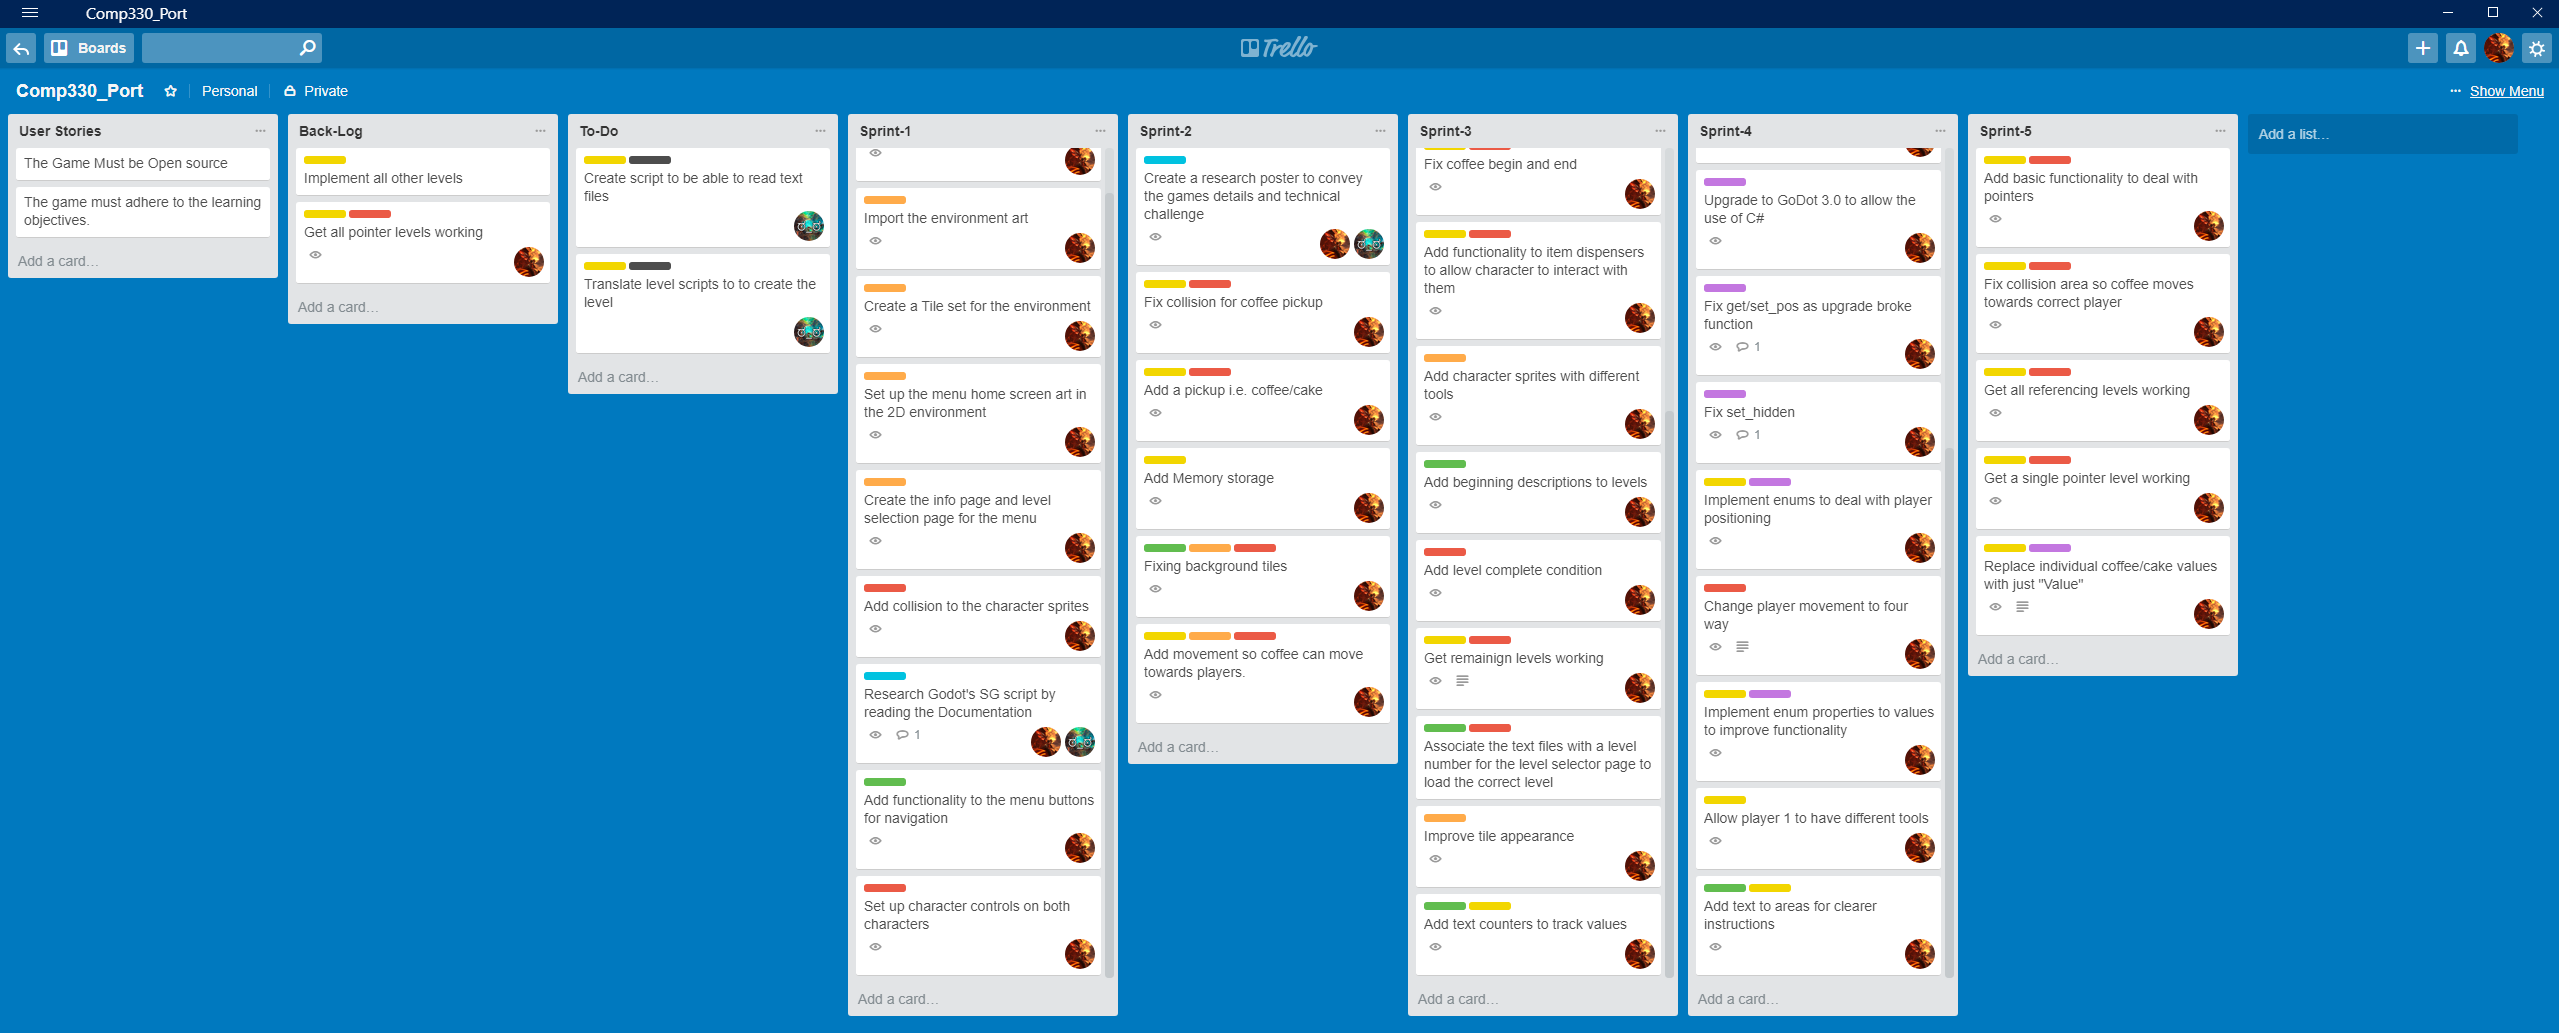 Comp330_Port
Boards
Trello
Comp330_Port
Personal
Private
Show Menu
User Stories
The Game Must be Open source
The game must adhere to the learning
objectives.
Add a card...
Back-Log
Implement all other levels
Get all pointer levels working
Add a card...
To-Do
Create script to be able to read text
files
Translate level scripts to to create the
level
Add a card...
Sprint-1
Import the environment art
Create a Tile set for the environment
Set up the menu home screen art in
the 2D environment
Create the info page and level
selection page for the menu
Add collision to the character sprites
Research Godot's SG script by
reading the Documentation
1
Add functionality to the menu buttons
for navigation
Set up character controls on both
characters
Add a card...
Sprint-2
Create a research poster to convey
the games details and technical
challenge
Fix collision for coffee pickup
Add a pickup i.e. coffee/cake
Add Memory storage
Fixing background tiles
Add movement so coffee can move
towards players.
Add a card...
Sprint-3
Fix coffee begin and end
Add functionality to item dispensers
to allow character to interact with
them
Add character sprites with different
tools
Add beginning descriptions to levels
Add level complete condition
Get remainign levels working
Associate the text files with a level
number for the level selector page to
load the correct level
Improve tile appearance
Add text counters to track values
Add a card...
Sprint-4
Upgrade to GoDot 3.0 to allow the
use of C#
Fix get/set_pos as upgrade broke
function
1
Fix set_hidden
1
Implement enums to deal with player
positioning
Change player movement to four
way
Implement enum properties to values
to improve functionality
Allow player 1 to have different tools
Add text to areas for clearer
instructions
Add a card...
Sprint-5
Add basic functionality to deal with
pointers
Fix collision area so coffee moves
towards correct player
Get all referencing levels working
Get a single pointer level working
Replace individual coffee/cake values
with just "Value"
Add a card...
Add a list...